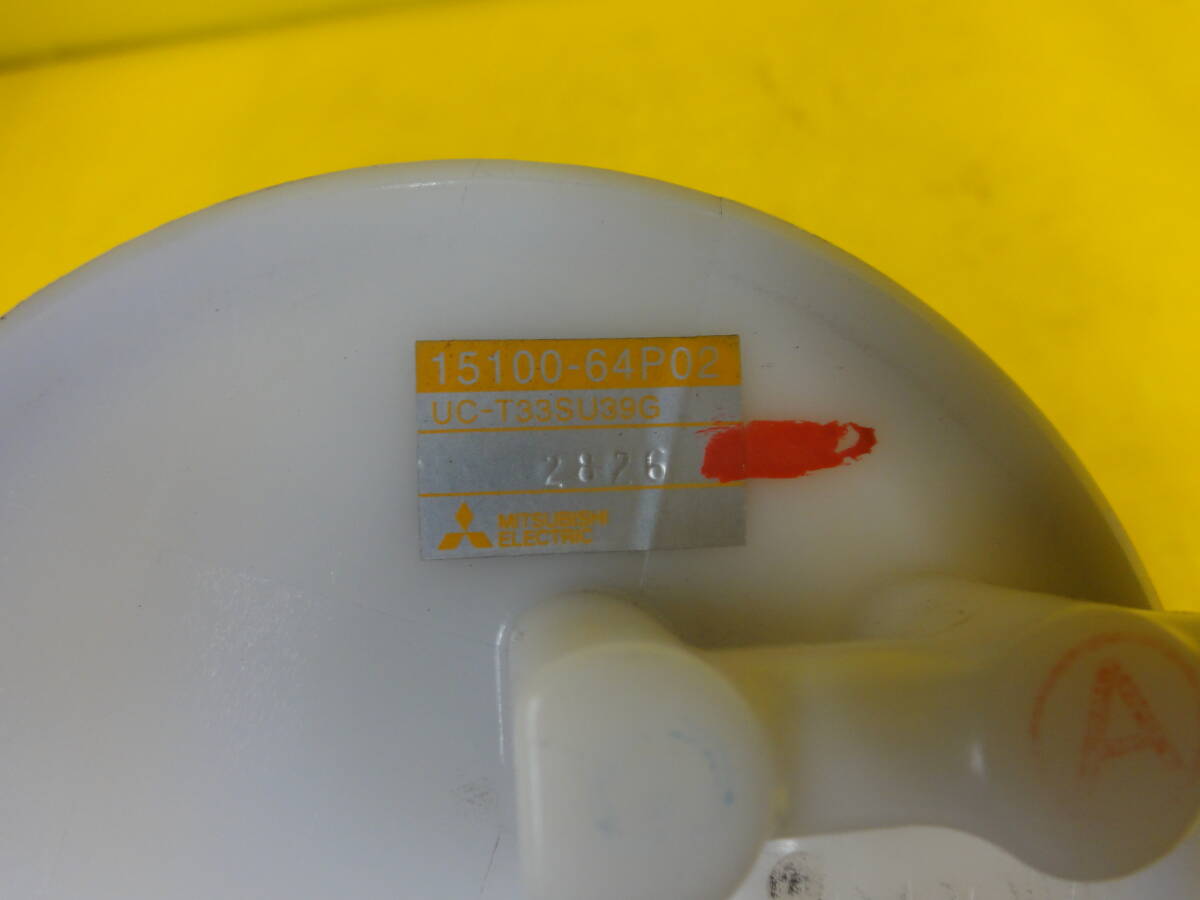 15100-64P02
UC-T33SU39G
2826
MITSUBISHI
ELECTRIC
A